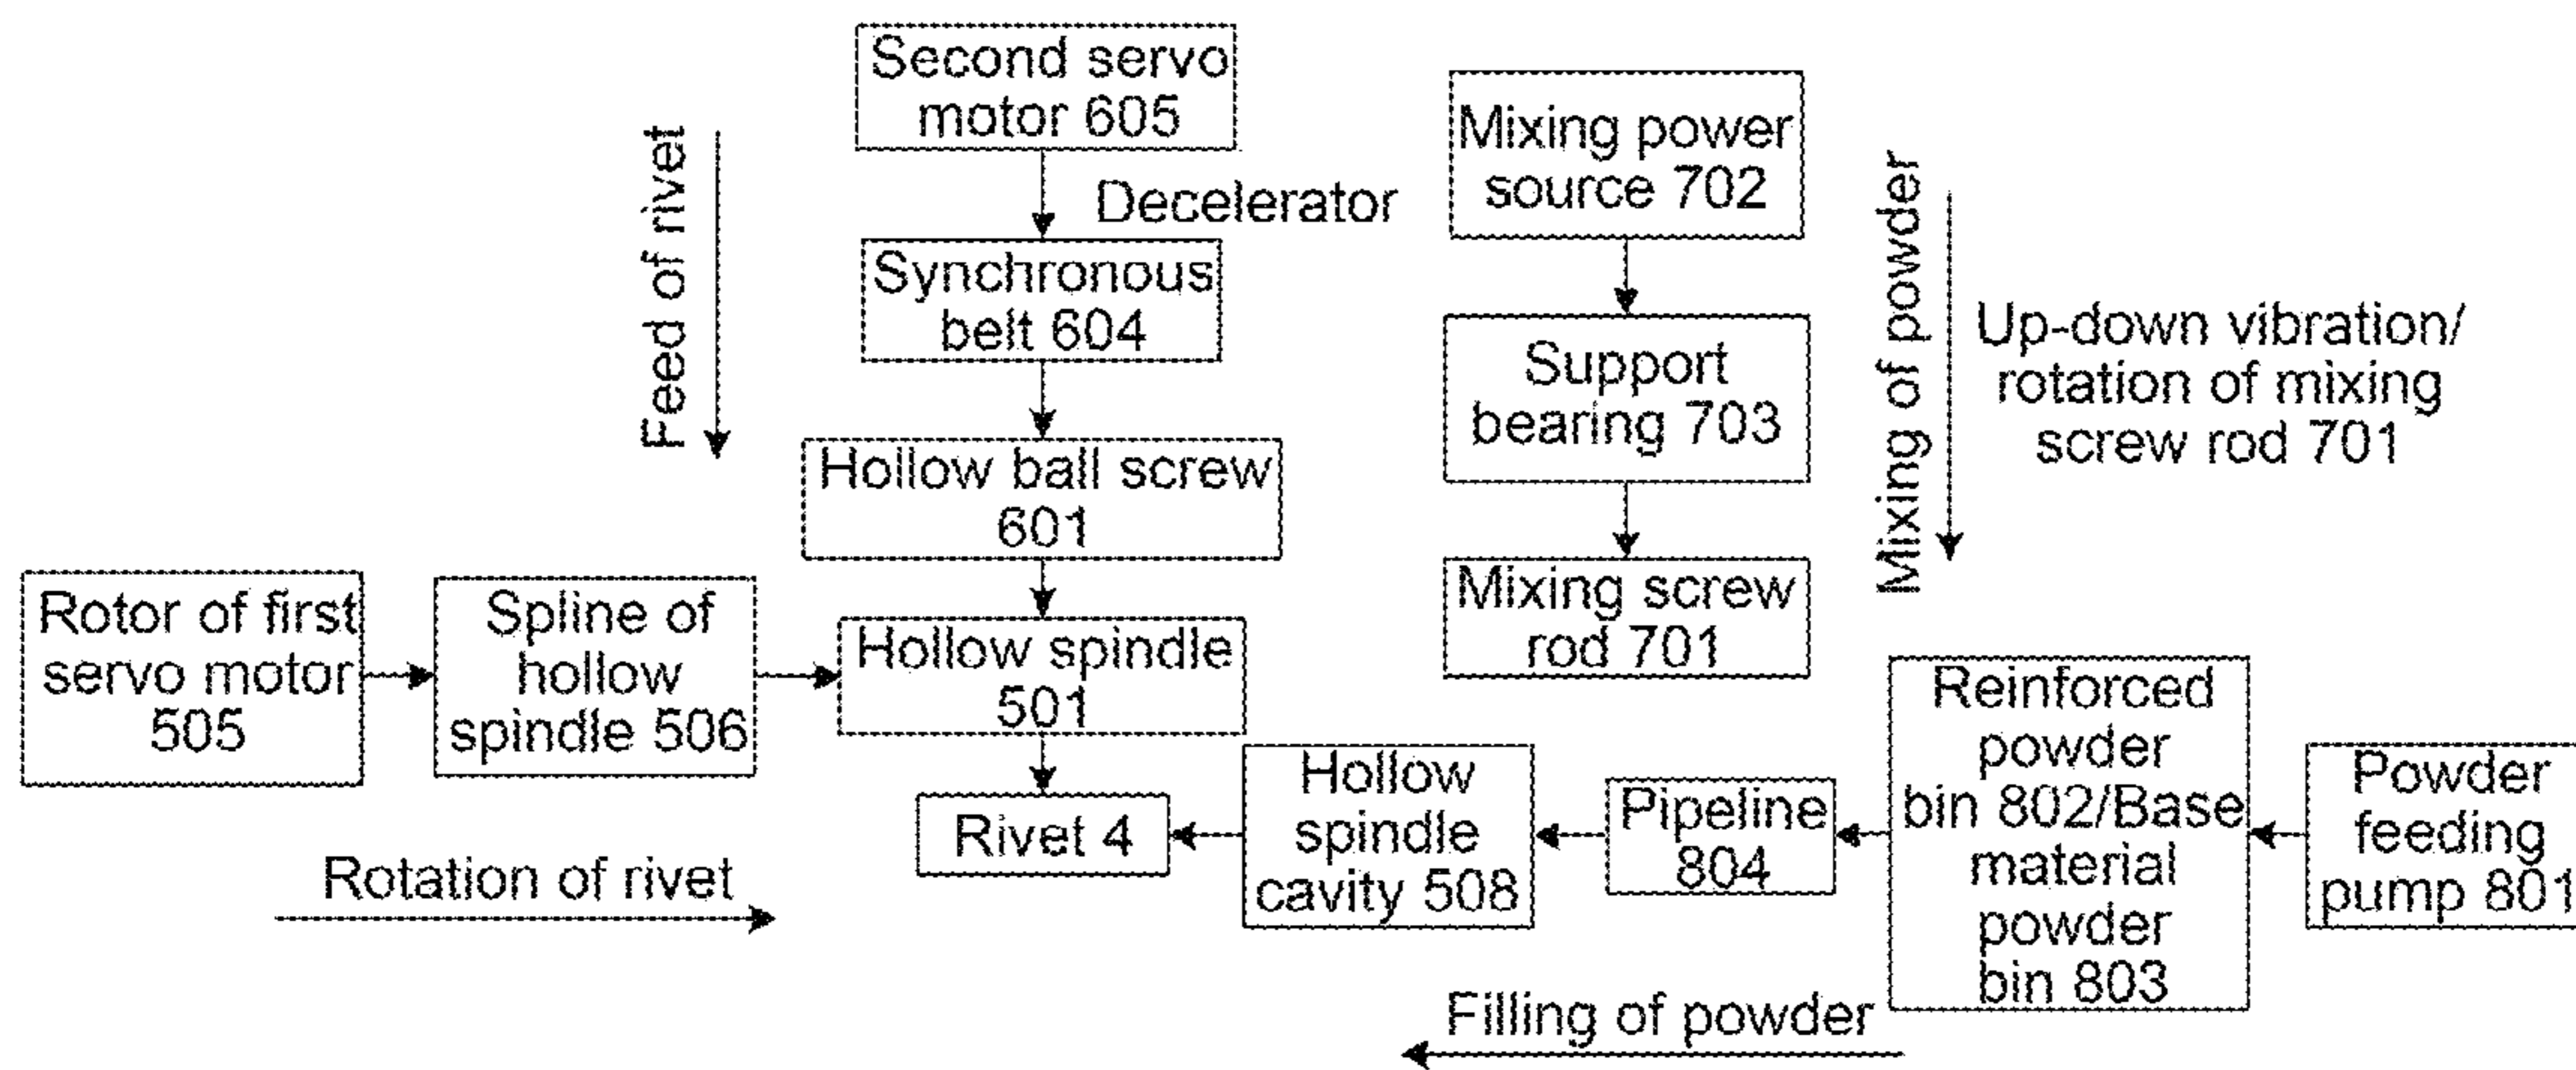 Second servo
motor 605
Decelerator
Synchronous
belt 604
Hollow ball screw
601
Hollow spindle
501
Rivet 4
Feed of rivet
Rotor of first
servo motor
505
Spline of
hollow
spindle 506
Rotation of rivet
Mixing power
source 702
Support
bearing 703
Mixing screw
rod 701
Mixing of powder
Up-down vibration/
rotation of mixing
screw rod 701
Hollow
spindle
cavity 508
Pipeline
804
Reinforced
powder
bin 802/Base
material
powder
bin 803
Powder
feeding
pump 801
Filling of powder